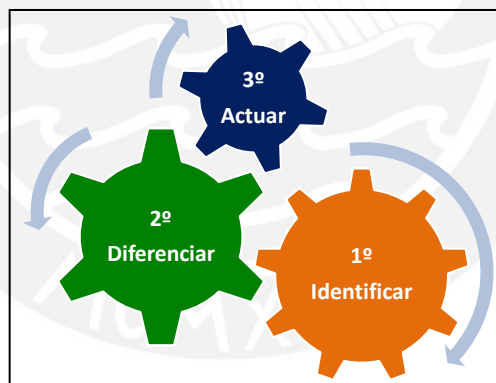 3º
Actuar
2º
Diferenciar
1º
Identificar